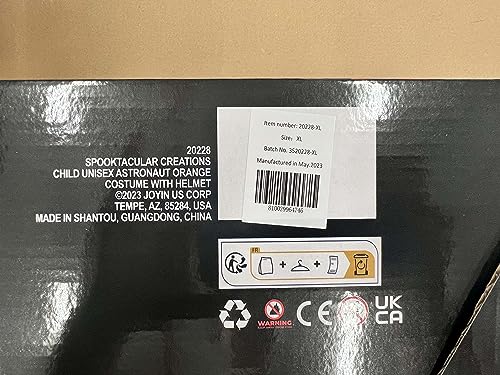 20228
SPOOKTACULAR CREATIONS
CHILD UNISEX ASTRONAUT ORANGE
COSTUME WITH HELMET
©2023 JOYIN US CORP
TEMPE, AZ, 85284, USA
MADE IN SHANTOU, GUANGDONG, CHINA
Item number: 20228-XL
Size: XL
Batch No. 3520228-XL
Manufactured in May.2023
810029964746
FR
+ + +
WARNING
CE
UK
CA